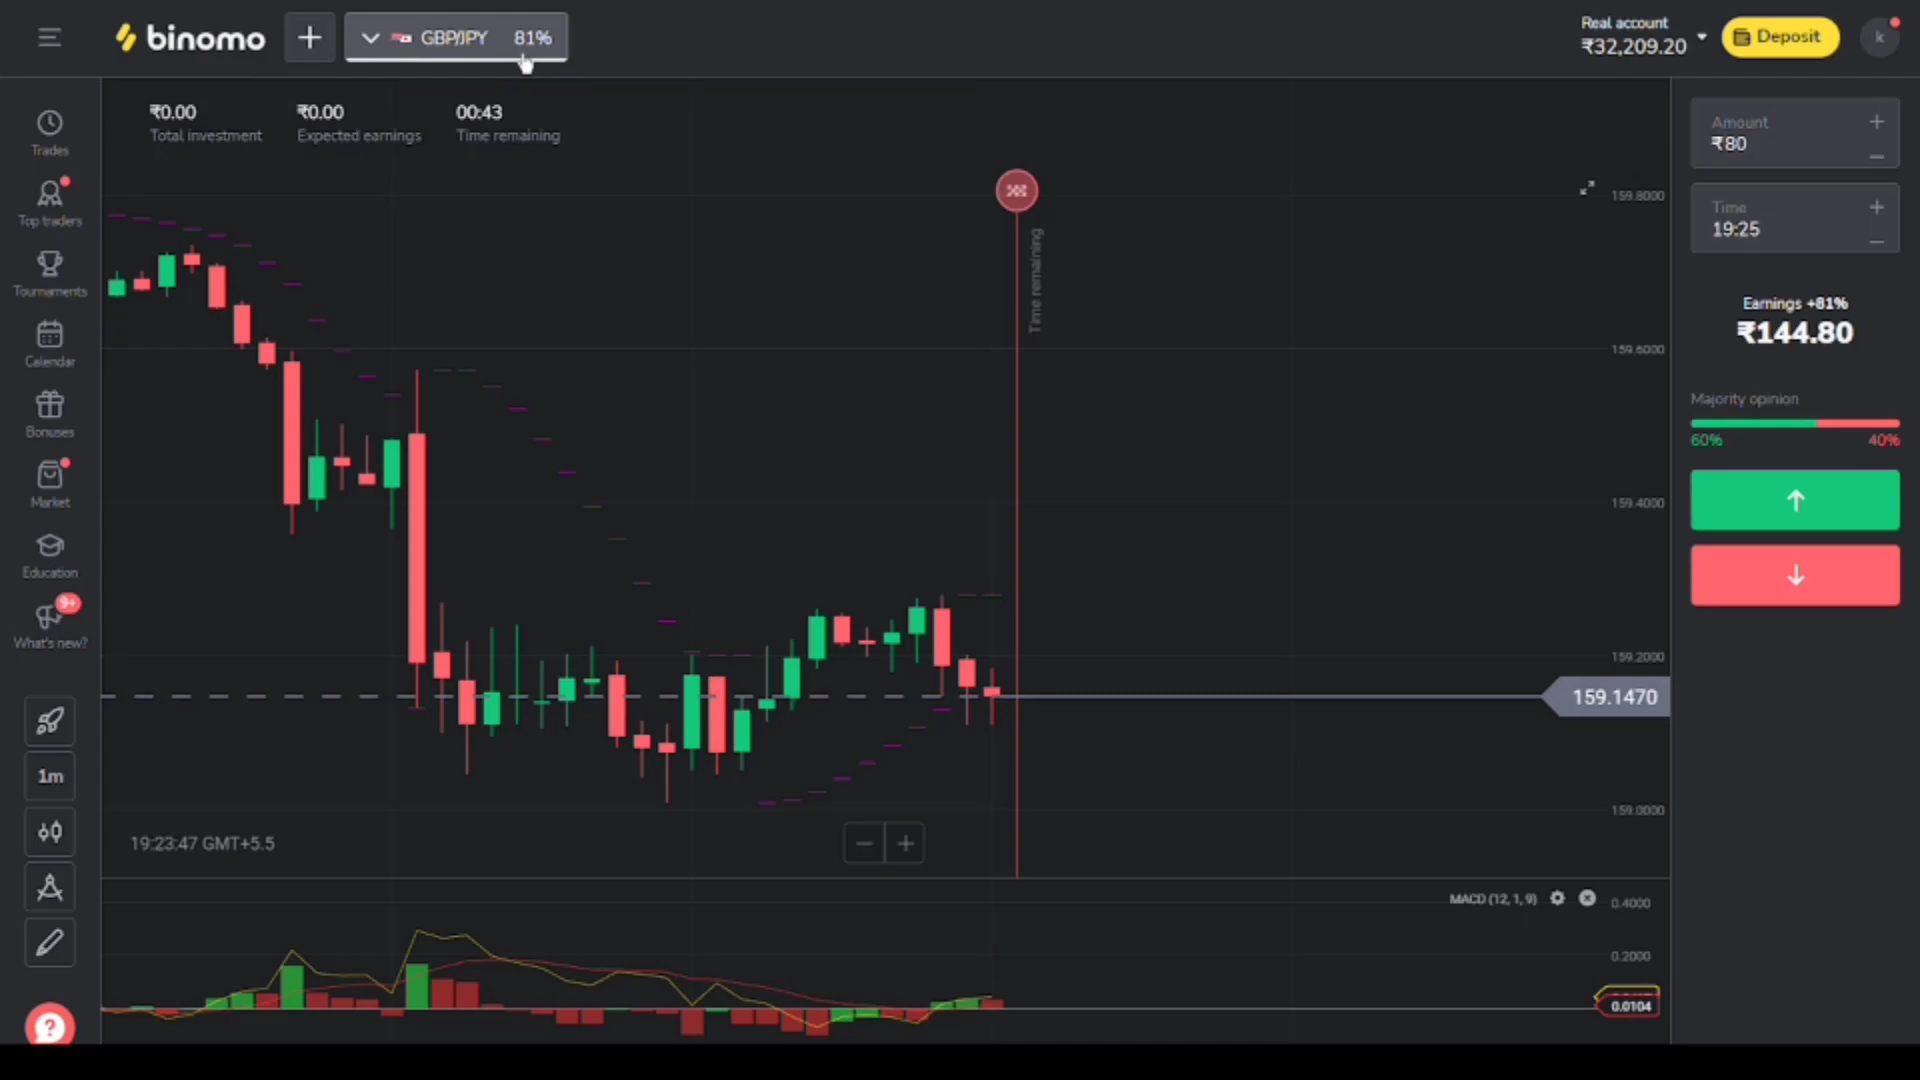 binomo
GBP/JPY 81%
Real account
₹32,209.20
Deposit
k
₹0.00
Total investment
₹0.00
Expected earnings
00:43
Time remaining
Trades
Top traders
Tournaments
Calendar
Bonuses
Market
Education
9+
What's new?
1m
Time remaining
159.8000
159.6000
159.4000
159.2000
159.1470
159.0000
19:23:47 GMT+5.5
MACD (12, 1, 9)
0.4000
0.2000
0.0104
Amount
₹80
Time
19:25
Earnings +81%
₹144.80
Majority opinion
60% 40%